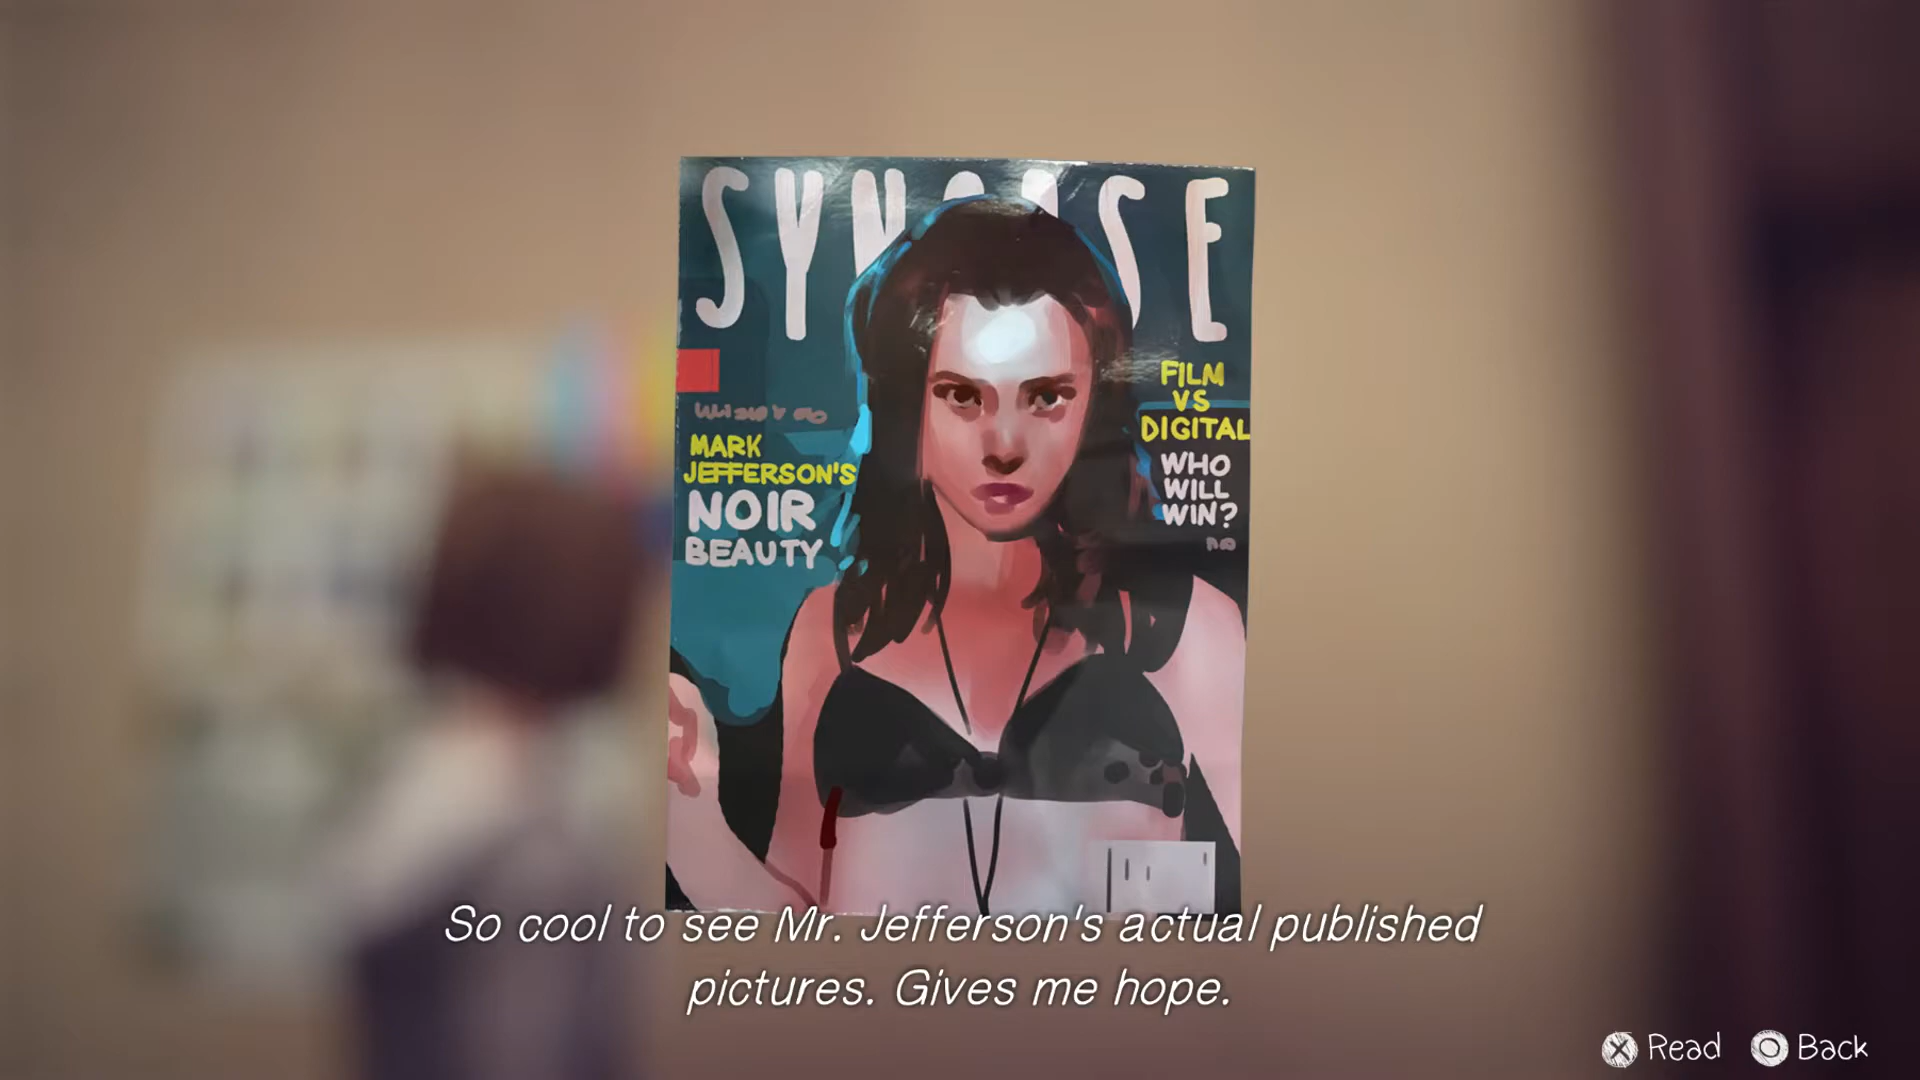 MARK
JEFFERSON'S
NOIR
BEAUTY
FILM
VS
DIGITAL
WHO
WILL
WIN?
So cool to see Mr. Jefferson's actual published
pictures. Gives me hope.
Read Back